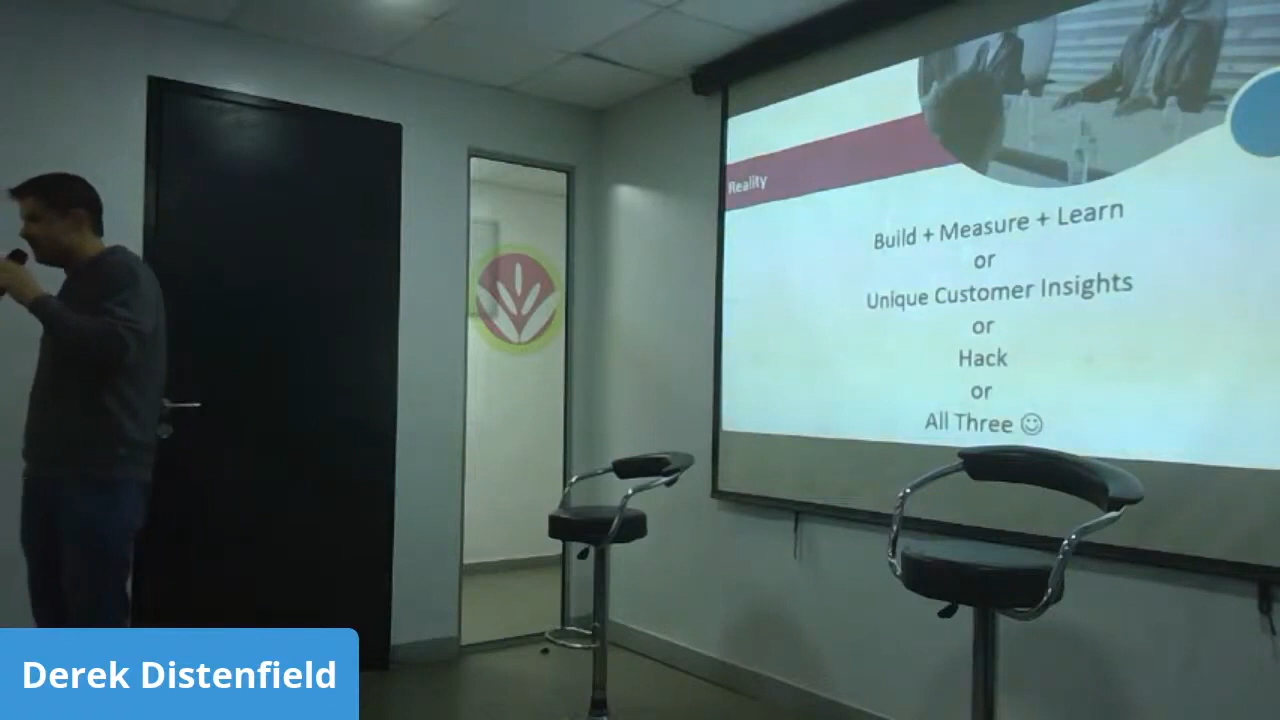 Reality
Build + Measure + Learn
or
Unique Customer Insights
or
Hack
or
All Three ☺
Derek Distenfield